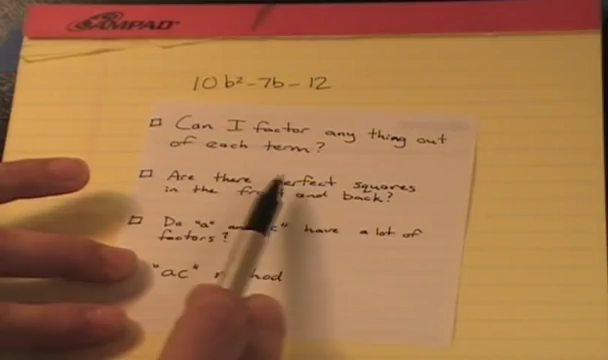 AMPAD
10b² - 7b - 12
Can I factor any thing out
of each term?
Are there perfect squares
in the front and back?
Do "a" and "c" have a lot of
factors?
"ac" method